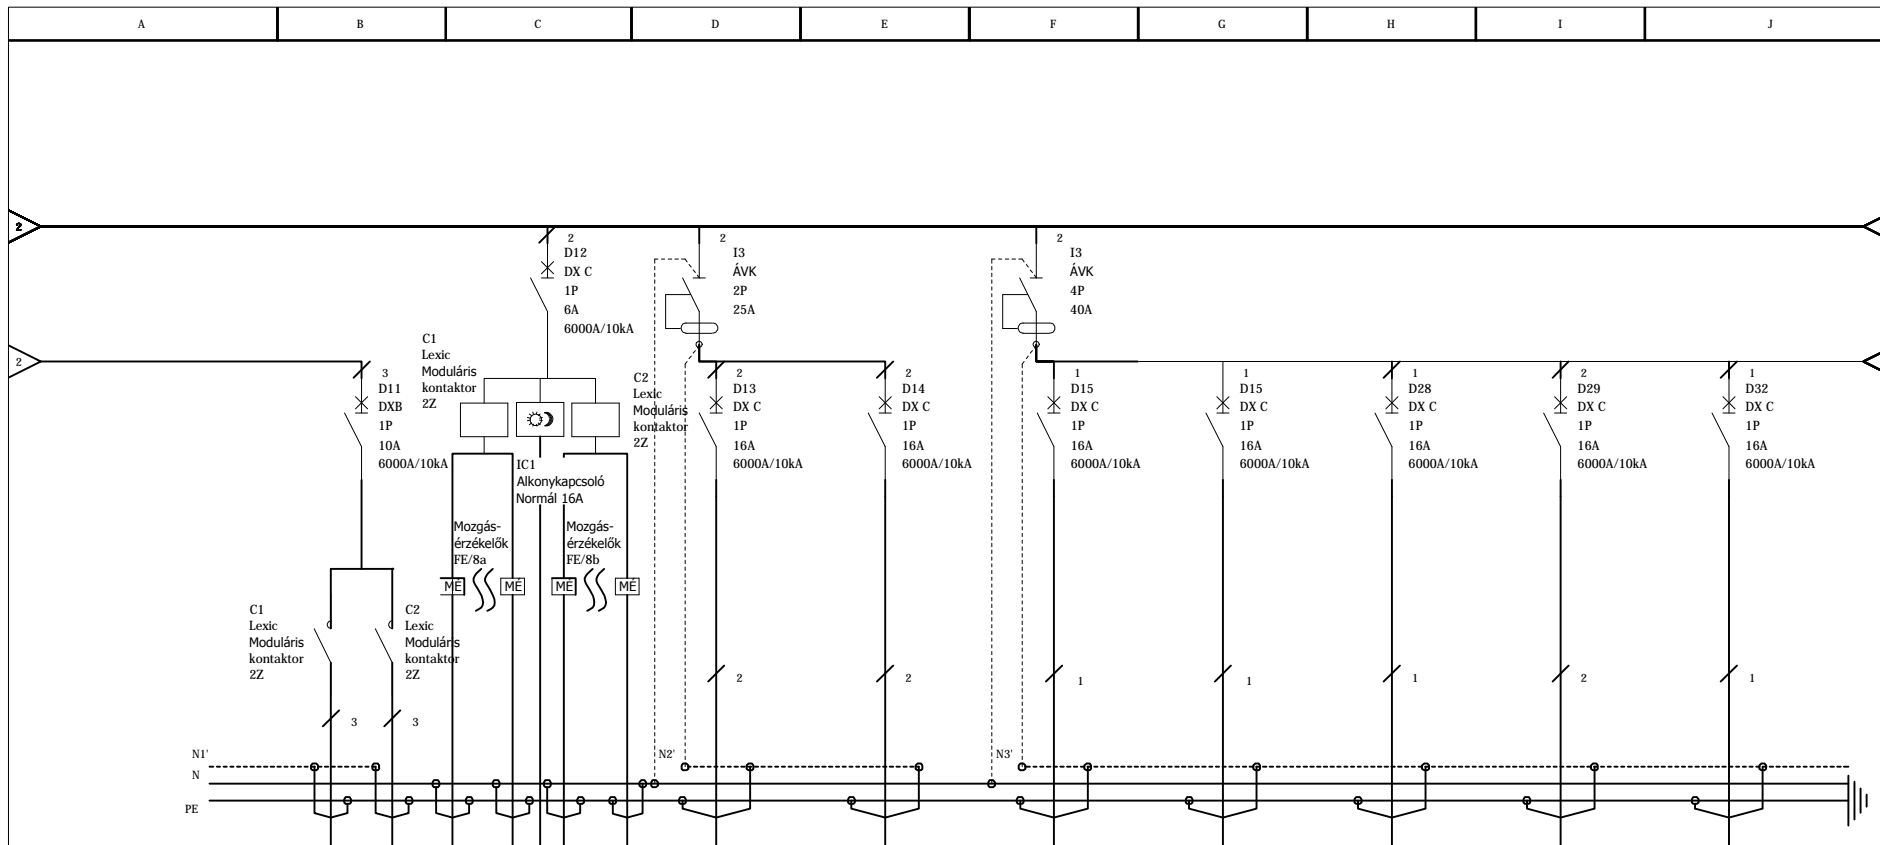 A B C D E F G H I J
2
2
D12
DX C
1P
6A
6000A/10kA
2
I3
ÁVK
2P
25A
2
I3
ÁVK
4P
40A
2
3
D11
DXB
1P
10A
6000A/10kA
C1
Lexic
Moduláris
kontaktor
2Z
C2
Lexic
Moduláris
kontaktor
2Z
2
D13
DX C
1P
16A
6000A/10kA
2
D14
DX C
1P
16A
6000A/10kA
1
D15
DX C
1P
16A
6000A/10kA
1
D15
DX C
1P
16A
6000A/10kA
1
D28
DX C
1P
16A
6000A/10kA
2
D29
DX C
1P
16A
6000A/10kA
1
D32
DX C
1P
16A
6000A/10kA
IC1
Alkonykapcsoló
Normál 16A
Mozgás-
érzékelők
FE/8a
Mozgás-
érzékelők
FE/8b
MÉ MÉ MÉ MÉ
C1
Lexic
Moduláris
kontaktor
2Z
C2
Lexic
Moduláris
kontaktor
2Z
2 2 1 1 1 2 1
3 3
N1' N2' N3'
N
PE